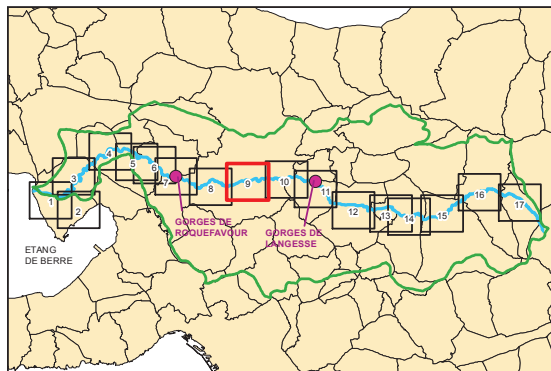 1
2
3
4
5
6
7
8
9
10
11
12
13
14
15
16
17
GORGES DE
ROQUEFAVOUR
GORGES DE
LANGESSE
ETANG
DE BERRE